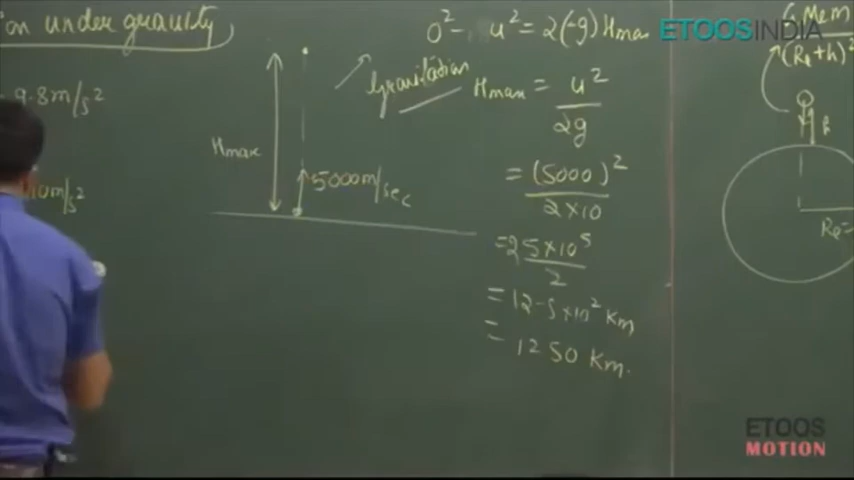 on under gravity
9.8m/s²
10m/s²
Hmax
5000m/sec
Gravitation
0² - u² = 2(-g) Hmax
Hmax = u²
2g
= (5000)²
2×10
= 25×10⁵
2
= 12.5×10² Km
= 1250 Km.
ETOOSINDIA
GMem
(Re+h)²
h
Re=
ETOOS
MOTION